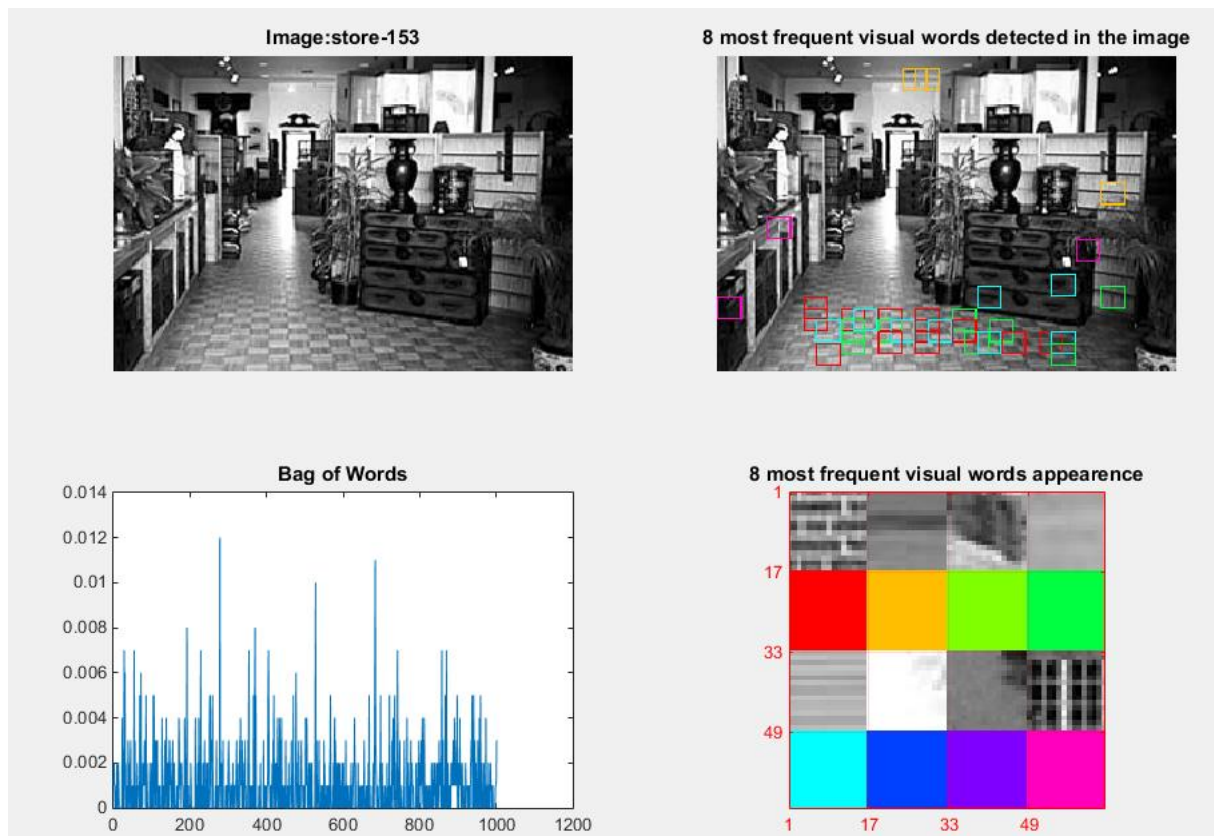 Image:store-153
8 most frequent visual words detected in the image
Bag of Words
0.014
0.012
0.01
0.008
0.006
0.004
0.002
0
0 200 400 600 800 1000 1200
8 most frequent visual words appearence
1
17
33
49
1 17 33 49